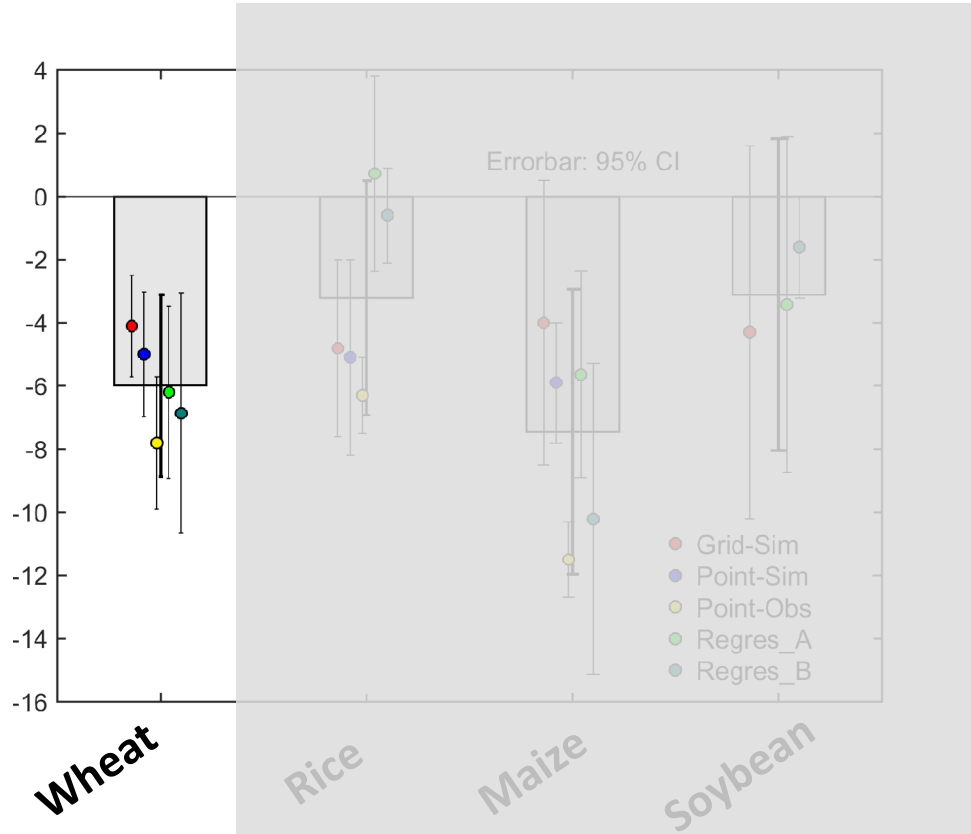 4
2
0
-2
-4
-6
-8
-10
-12
-14
-16
Errorbar: 95% CI
Grid-Sim
Point-Sim
Point-Obs
Regres_A
Regres_B
Wheat
Rice
Maize
Soybean